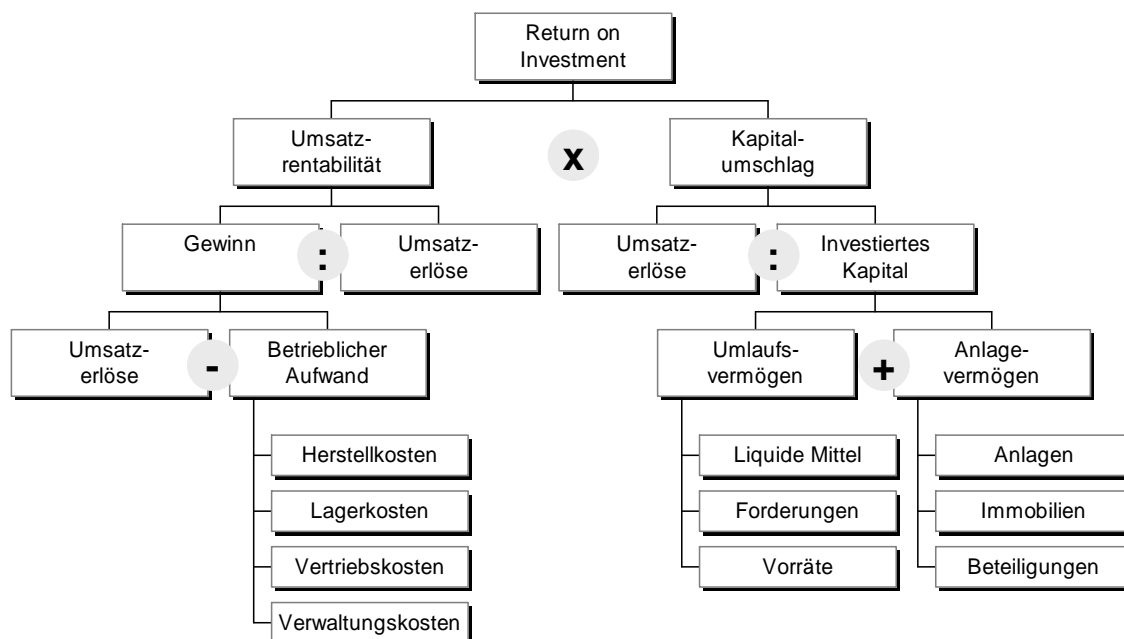 Return on
Investment
Umsatz-
rentabilität
x
Kapital-
umschlag
Gewinn
:
Umsatz-
erlöse
Umsatz-
erlöse
:
Investiertes
Kapital
Umsatz-
erlöse
-
Betrieblicher
Aufwand
Umlaufs-
vermögen
+
Anlage-
vermögen
Herstellkosten
Lagerkosten
Vertriebskosten
Verwaltungskosten
Liquide Mittel
Forderungen
Vorräte
Anlagen
Immobilien
Beteiligungen